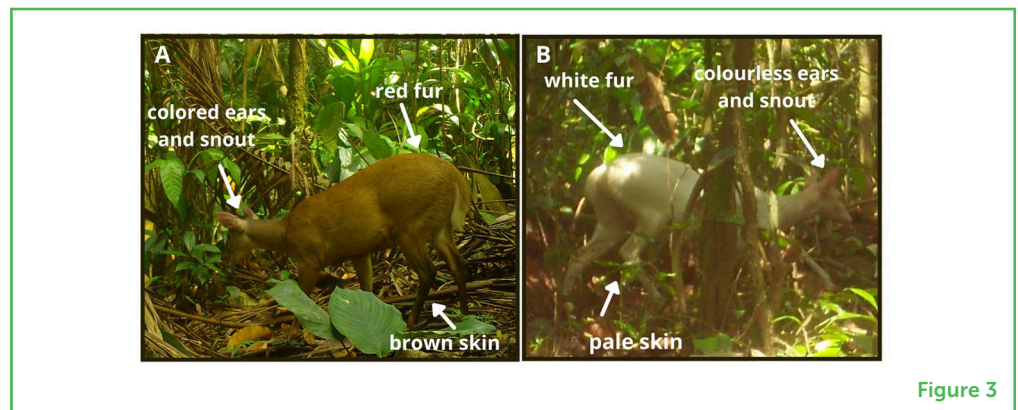 A
colored ears
and snout
red fur
brown skin
B
white fur
colourless ears
and snout
pale skin
Figure 3